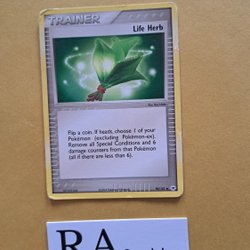 TRAINER
Life Herb
Flip a coin. If heads, choose 1 of your
Pokémon (excluding Pokémon-ex).
Remove all Special Conditions and 6
damage counters from that Pokémon
(all if there are less than 6).
RA